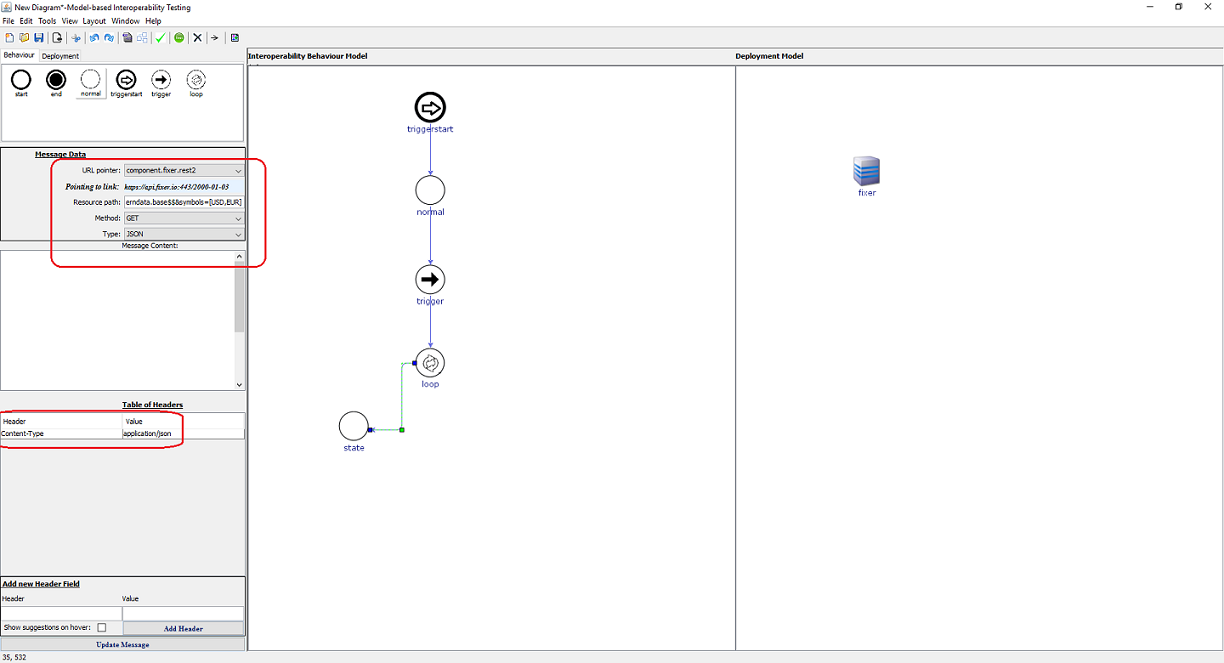 New Diagram*-Model-based Interoperability Testing
File Edit Tools View Layout Window Help
Behaviour Deployment
start end normal triggerstart trigger loop
Message Data
URL pointer: component.fixer.rest2
Pointing to link: https://api.fixer.io:443/2000-01-03
Resource path: erndata.base$$&symbols=[USD,EUR]
Method: GET
Type: JSON
Message Content:
Table of Headers
Header Value
Content-Type application/json
Add new Header Field
Header Value
Show suggestions on hover: Add Header
Update Message
35, 532
Interoperability Behaviour Model
triggerstart
normal
trigger
loop
state
Deployment Model
fixer